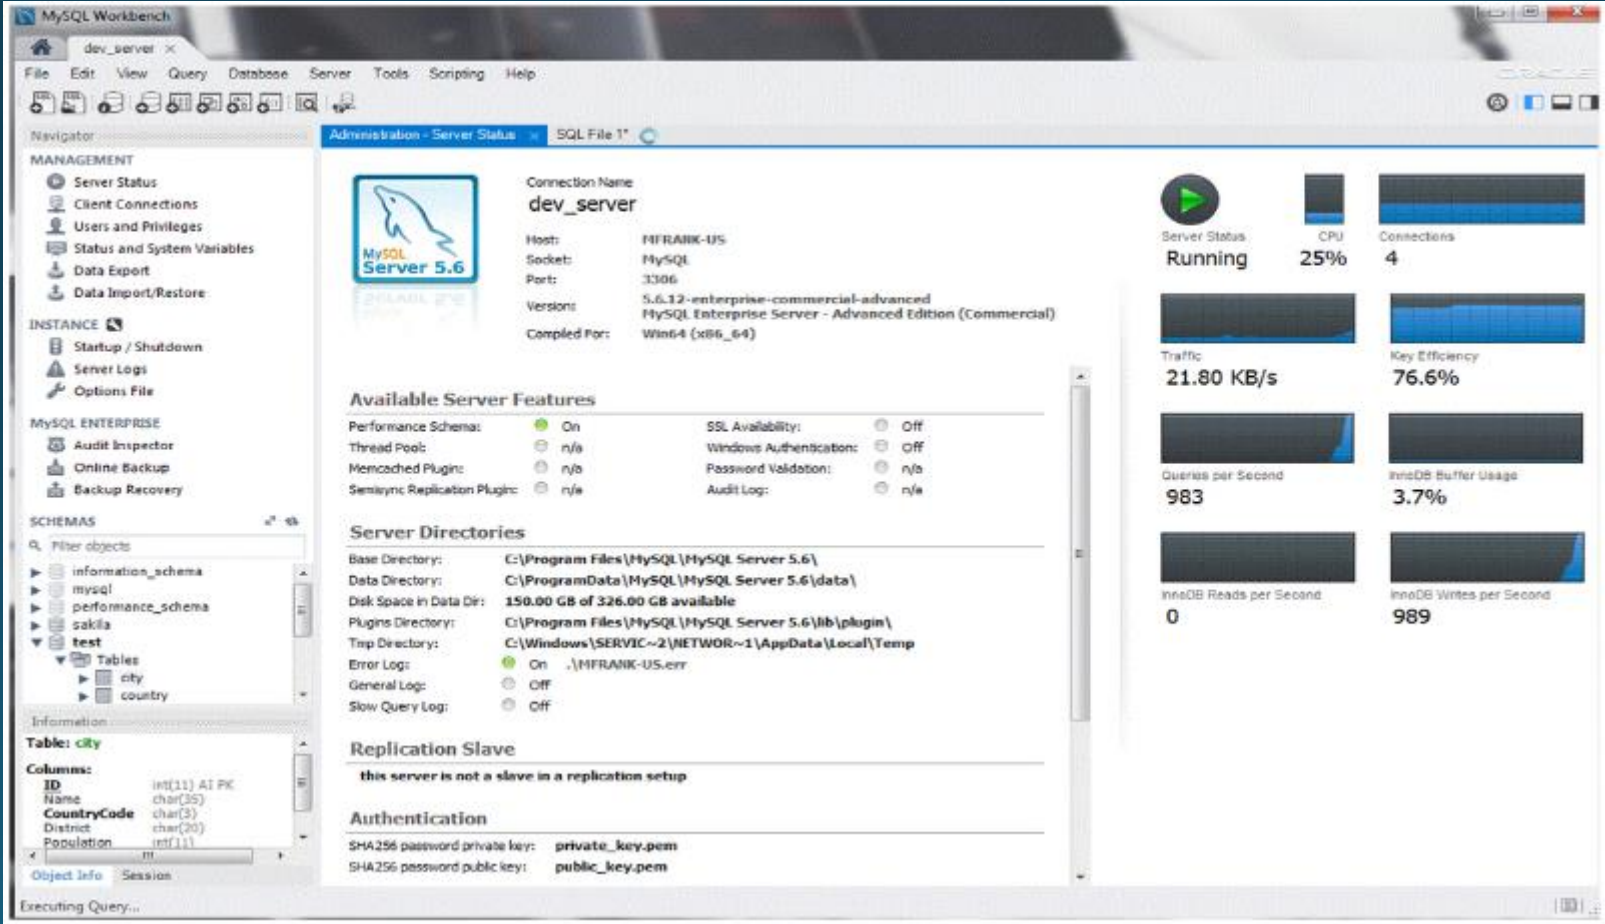 MySQL Workbench
dev_server
File Edit View Query Database Server Tools Scripting Help
ORACLE
Navigator
MANAGEMENT
Server Status
Client Connections
Users and Privileges
Status and System Variables
Data Export
Data Import/Restore
INSTANCE
Startup / Shutdown
Server Logs
Options File
MySQL ENTERPRISE
Audit Inspector
Online Backup
Backup Recovery
SCHEMAS
Filter objects
information_schema
mysql
performance_schema
sakila
test
Tables
city
country
Information
Table: city
Columns:
ID int(11) AI PK
Name char(35)
CountryCode char(3)
District char(20)
Population int(11)
Object Info Session
Executing Query...
Administration - Server Status SQL File 1*
MySQL
Server 5.6
Connection Name
dev_server
Host: MFRANK-US
Socket: MySQL
Port: 3306
Version: 5.6.12-enterprise-commercial-advanced
MySQL Enterprise Server - Advanced Edition (Commercial)
Compiled For: Win64 (x86_64)
Available Server Features
Performance Schema: On SSL Availability: Off
Thread Pool: n/a Windows Authentication: Off
Memcached Plugin: n/a Password Validation: n/a
Semisync Replication Plugin: n/a Audit Log: n/a
Server Directories
Base Directory: C:\Program Files\MySQL\MySQL Server 5.6\
Data Directory: C:\ProgramData\MySQL\MySQL Server 5.6\data\
Disk Space in Data Dir: 150.00 GB of 326.00 GB available
Plugins Directory: C:\Program Files\MySQL\MySQL Server 5.6\lib\plugin\
Tmp Directory: C:\Windows\SERVIC~2\NETWOR~1\AppData\Local\Temp
Error Log: On .\MFRANK-US.err
General Log: Off
Slow Query Log: Off
Replication Slave
this server is not a slave in a replication setup
Authentication
SHA256 password private key: private_key.pem
SHA256 password public key: public_key.pem
Server Status CPU Connections
Running 25% 4
Traffic Key Efficiency
21.80 KB/s 76.6%
Queries per Second InnoDB Buffer Usage
983 3.7%
InnoDB Reads per Second InnoDB Writes per Second
0 989